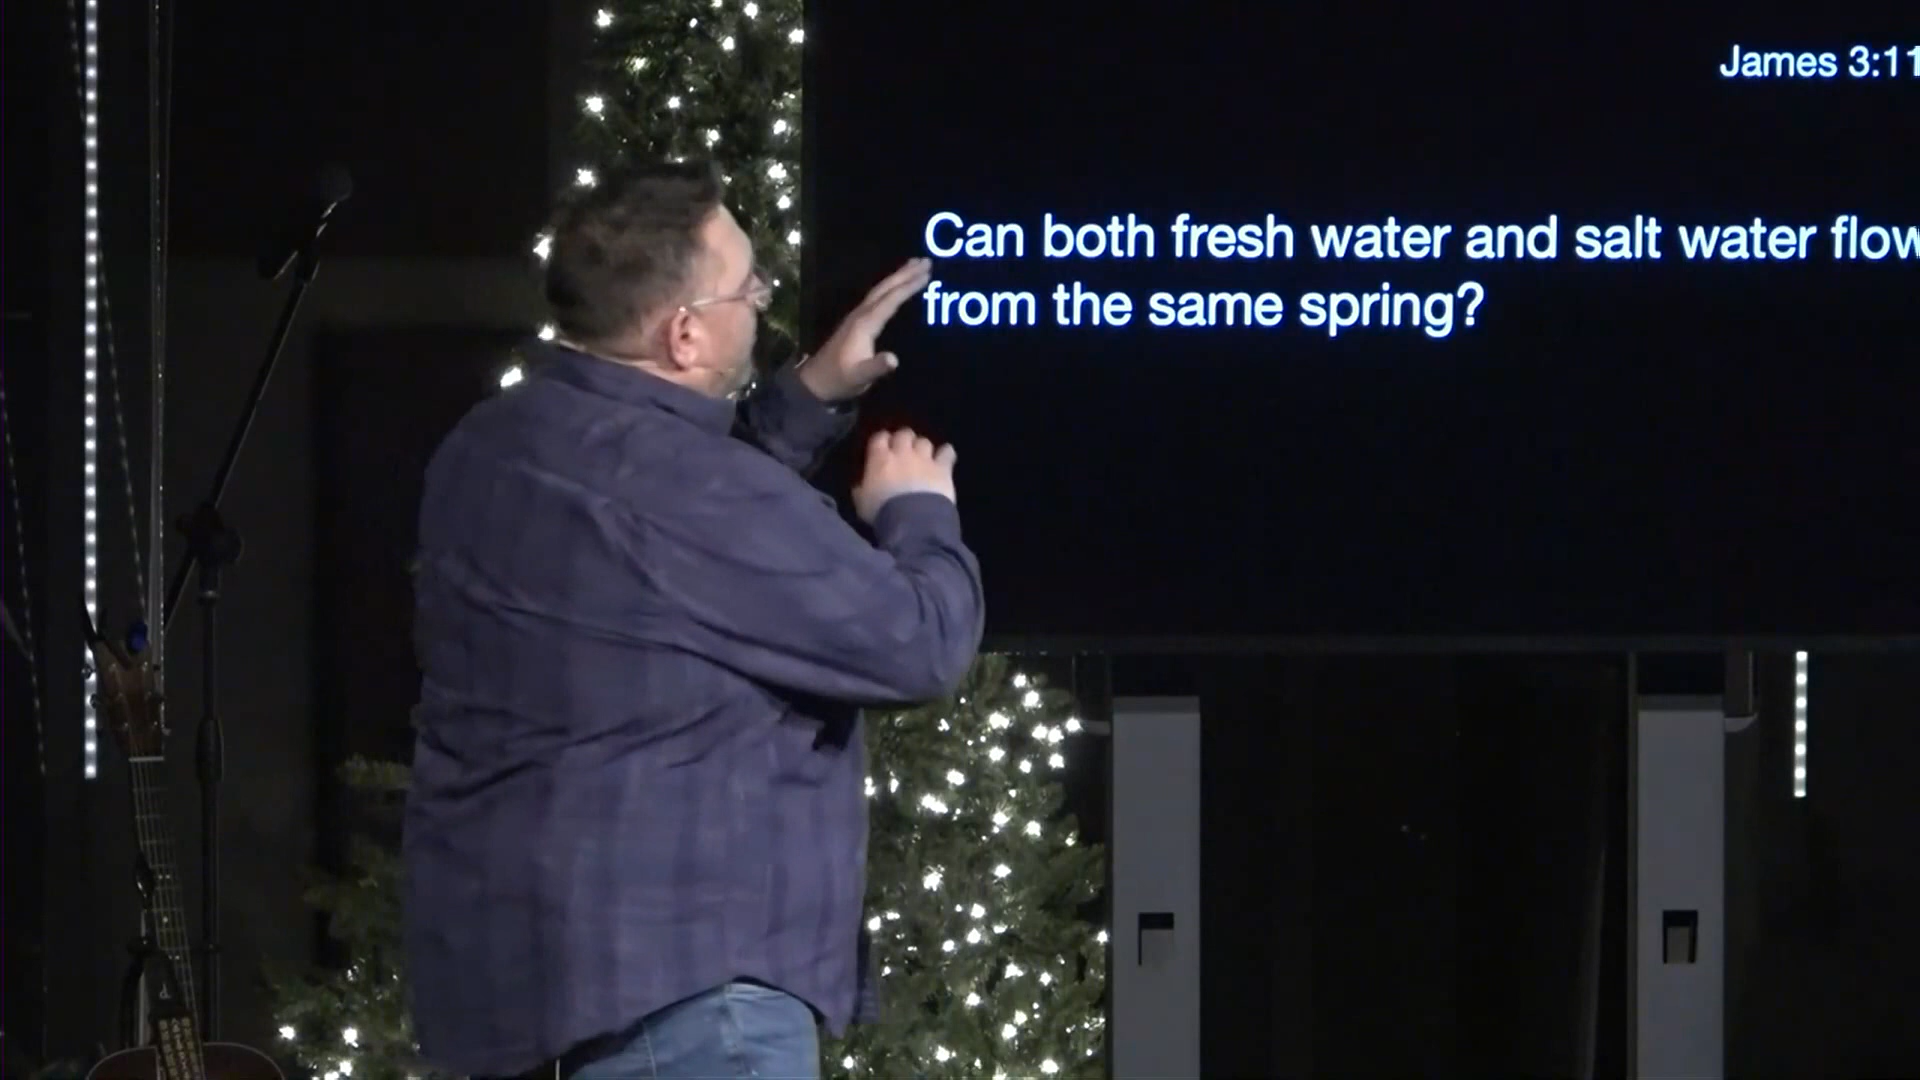 James 3:11
Can both fresh water and salt water flow
from the same spring?